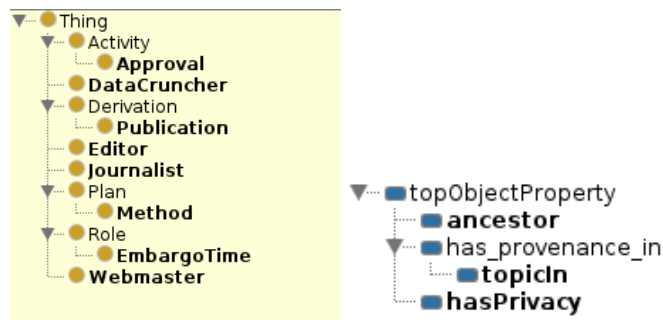 Thing
Activity
Approval
DataCruncher
Derivation
Publication
Editor
Journalist
Plan
Method
Role
EmbargoTime
Webmaster
topObjectProperty
ancestor
has_provenance_in
topicIn
hasPrivacy